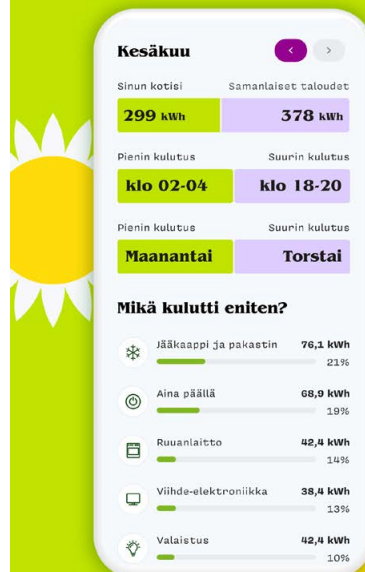 Kesäkuu
Sinun kotisi Samanlaiset taloudet
299 kWh 378 kWh
Pienin kulutus Suurin kulutus
klo 02-04 klo 18-20
Pienin kulutus Suurin kulutus
Maanantai Torstai
Mikä kulutti eniten?
Jääkaappi ja pakastin 76,1 kWh
21%
Aina päällä 68,9 kWh
19%
Ruuanlaitto 42,4 kWh
14%
Viihde-elektroniikka 38,4 kWh
13%
Valaistus 42,4 kWh
10%